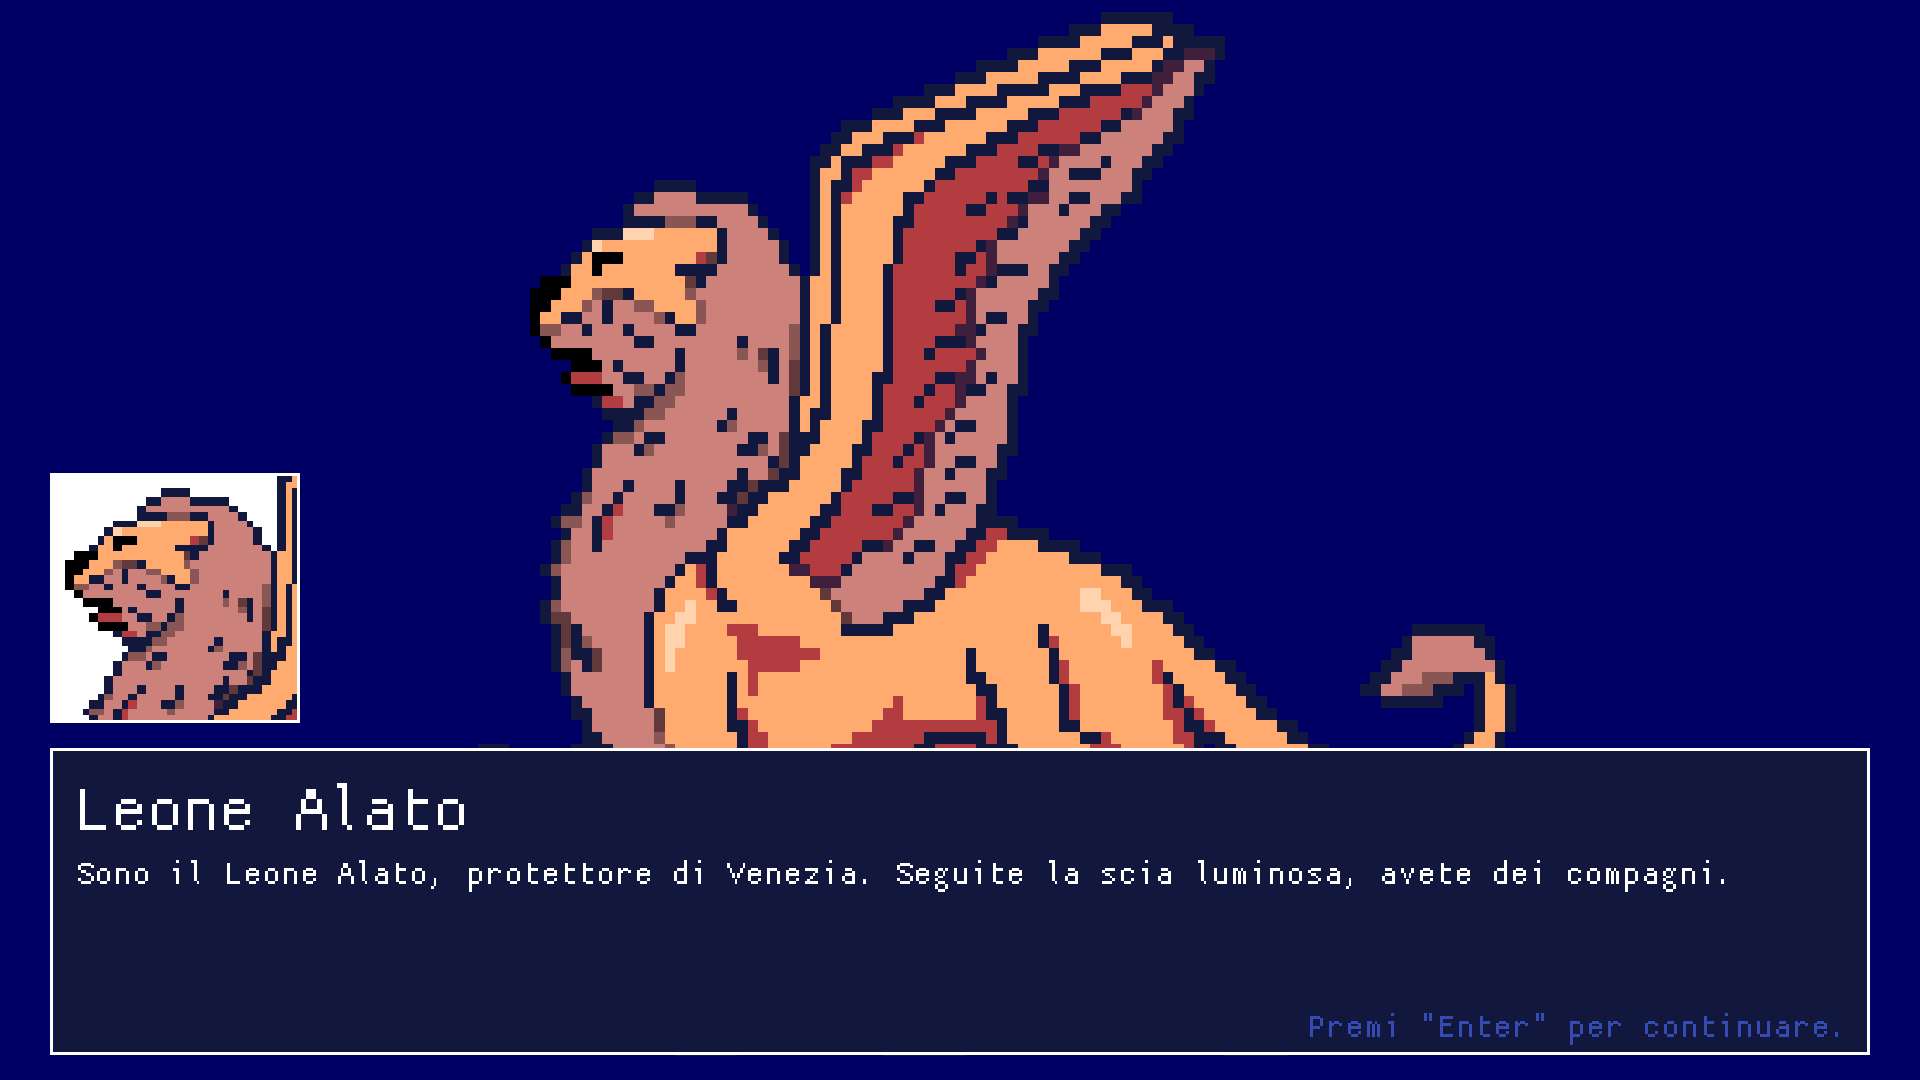 Leone Alato
Sono il Leone Alato, protettore di Venezia. Seguite la scia luminosa, avete dei compagni.
Premi "Enter" per continuare.